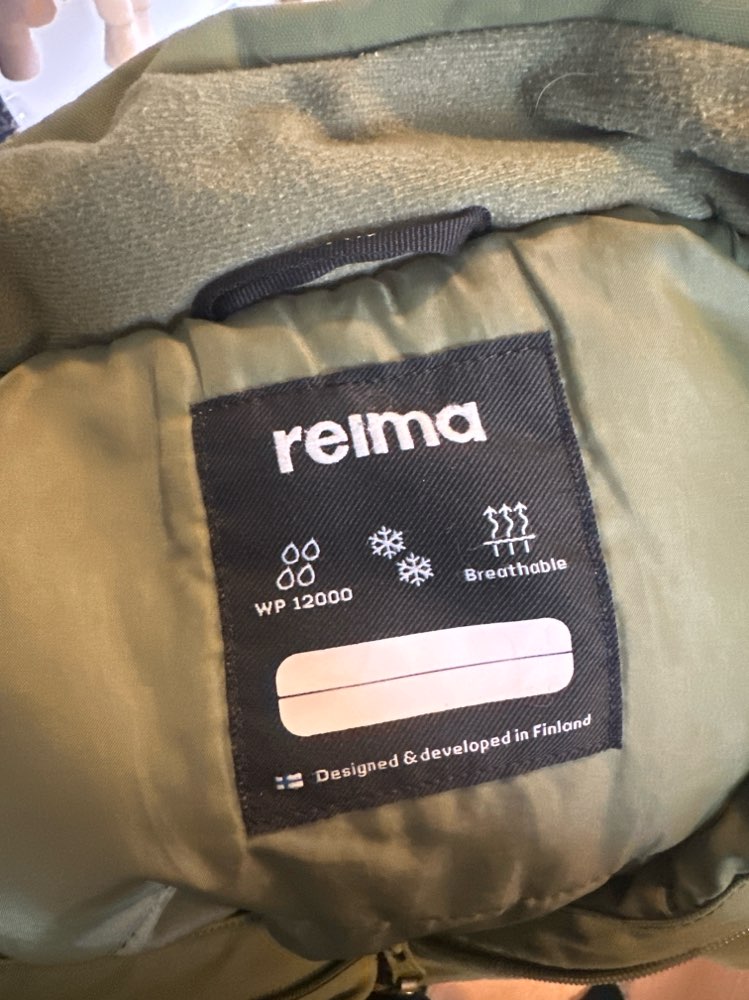 reima
WP 12000
Breathable
Designed & developed in Finland